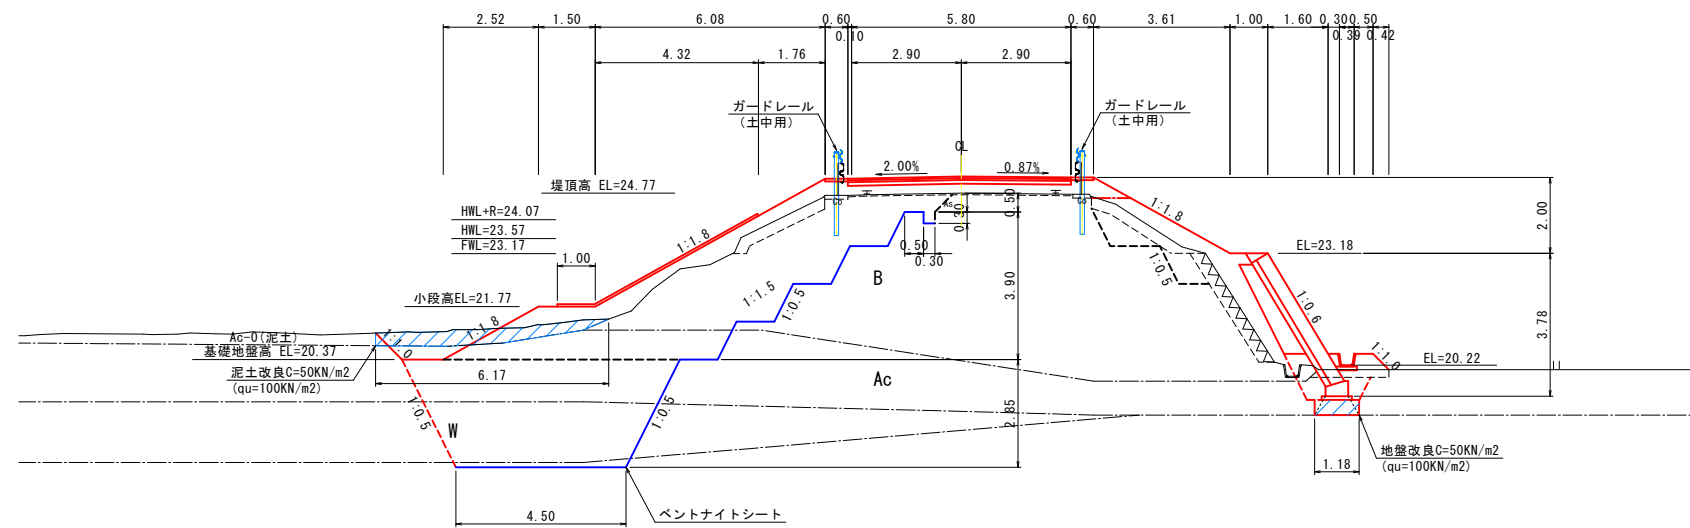 2.52 1.50 6.08 0.60 5.80 0.60 3.61 1.00 1.60 0.30 0.50
0.10 0.39 0.42
4.32 1.76 2.90 2.90
ガードレール
(土中用)
ガードレール
(土中用)
CL
2.00% 0.87%
堤頂高 EL=24.77
HWL+R=24.07
HWL=23.57
FWL=23.17
1.00
小段高EL=21.77
1:1.8
1:1.8
1:1.5
1:0.5
B
AS
0.50
0.30
0.50
0.30
3.90
2.85
1:1.8
1:0.5
EL=23.18
2.00
1:0.6
3.78
1:1.0
EL=20.22
Ac-0(泥土)
基礎地盤高 EL=20.37
泥土改良C=50KN/m2
(qu=100KN/m2)
1:1.0
6.17
Ac
1:0.5
W
1:0.5
4.50
ベントナイトシート
1.18
地盤改良C=50KN/m2
(qu=100KN/m2)